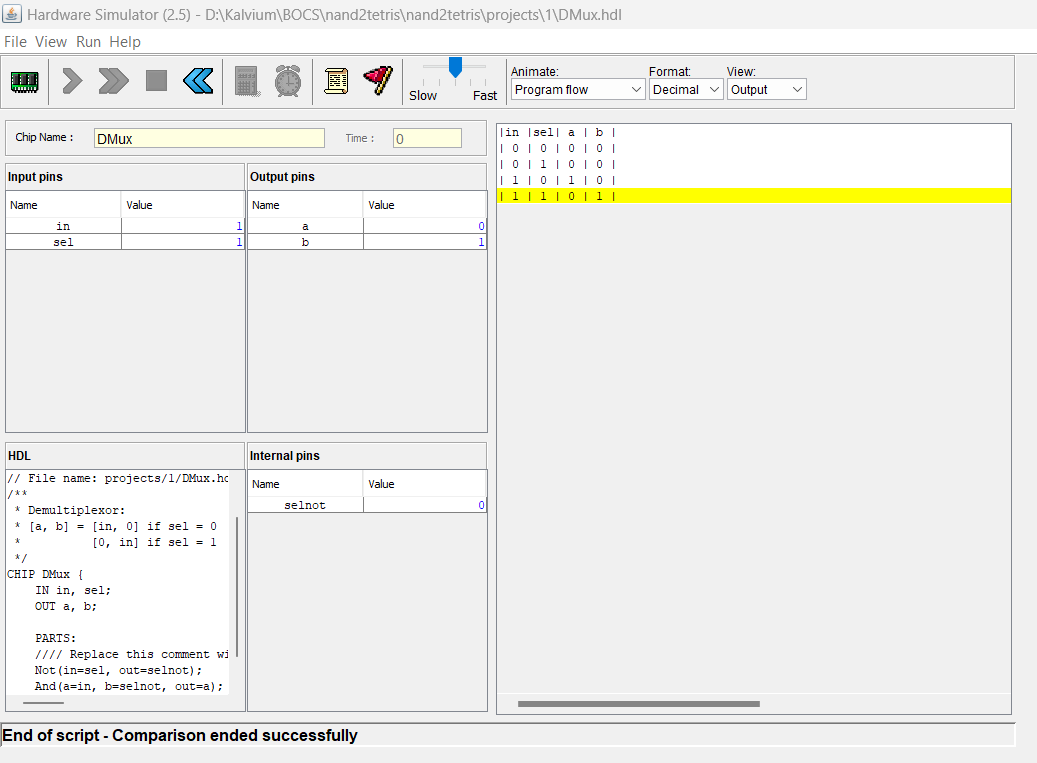 Hardware Simulator (2.5) - D:\Kalvium\BOCS\nand2tetris\nand2tetris\projects\1\DMux.hdl
File View Run Help
Slow Fast
Animate: Format: View:
Program flow Decimal Output
Chip Name : DMux Time : 0
Input pins
Name Value
in 1
sel 1
Output pins
Name Value
a 0
b 1
HDL
// File name: projects/1/DMux.hd
/**
* Demultiplexor:
* [a, b] = [in, 0] if sel = 0
* [0, in] if sel = 1
*/
CHIP DMux {
IN in, sel;
OUT a, b;
PARTS:
//// Replace this comment wi
Not(in=sel, out=selnot);
And(a=in, b=selnot, out=a);
Internal pins
Name Value
selnot 0
|in |sel| a | b |
| 0 | 0 | 0 | 0 |
| 0 | 1 | 0 | 0 |
| 1 | 0 | 1 | 0 |
| 1 | 1 | 0 | 1 |
End of script - Comparison ended successfully